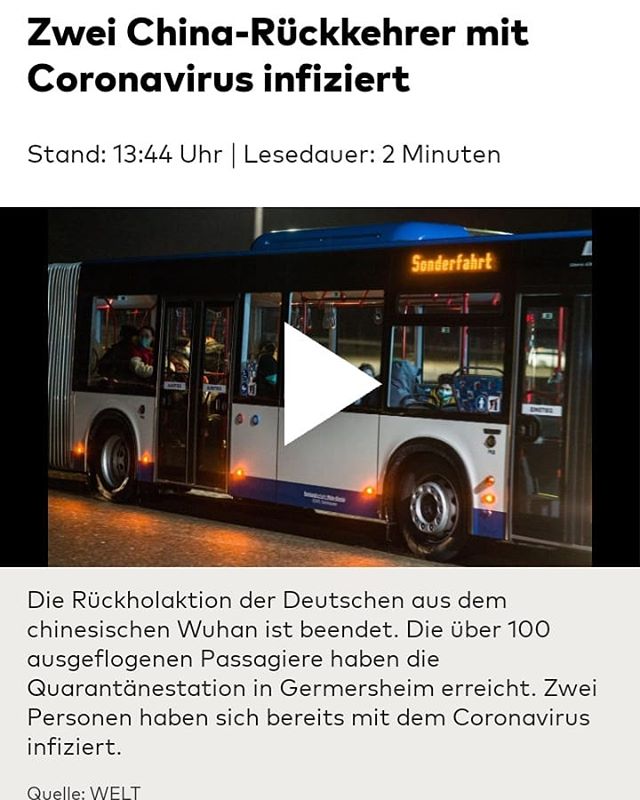 Zwei China-Rückkehrer mit
Coronavirus infiziert
Stand: 13:44 Uhr | Lesedauer: 2 Minuten
Sonderfahrt
EINSTIEG
Die Rückholaktion der Deutschen aus dem
chinesischen Wuhan ist beendet. Die über 100
ausgeflogenen Passagiere haben die
Quarantänestation in Germersheim erreicht. Zwei
Personen haben sich bereits mit dem Coronavirus
infiziert.
Quelle: WELT